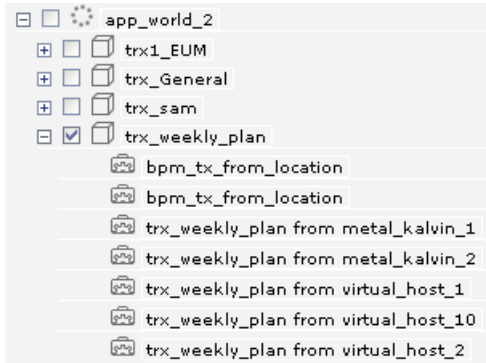 app_world_2
trx1_EUM
trx_General
trx_sam
trx_weekly_plan
bpm_tx_from_location
bpm_tx_from_location
trx_weekly_plan from metal_kalvin_1
trx_weekly_plan from metal_kalvin_2
trx_weekly_plan from virtual_host_1
trx_weekly_plan from virtual_host_10
trx_weekly_plan from virtual_host_2